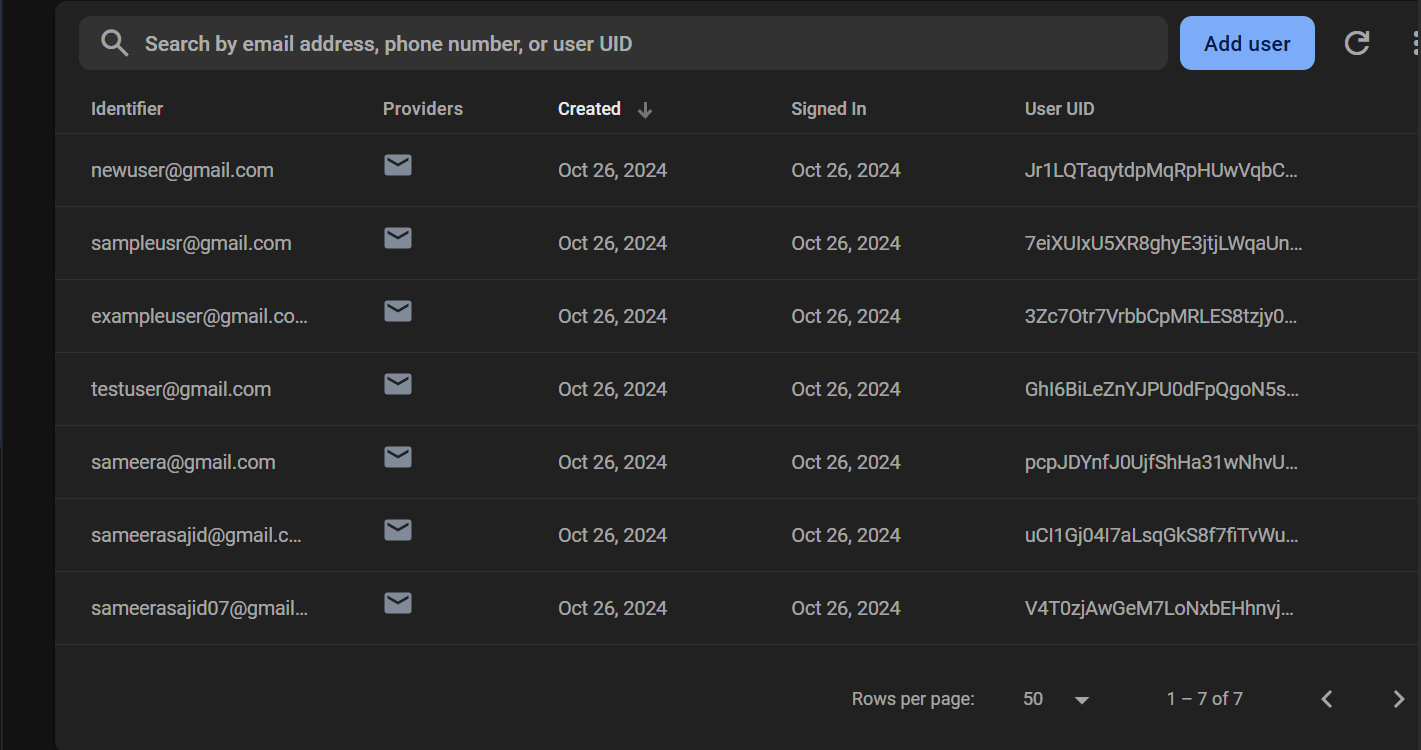 Search by email address, phone number, or user UID Add user
Identifier Providers Created Signed In User UID
newuser@gmail.com Oct 26, 2024 Oct 26, 2024 Jr1LQTaqytdpMqRpHUwVqbC...
sampleusr@gmail.com Oct 26, 2024 Oct 26, 2024 7eiXUIxU5XR8ghyE3jtjLWqaUn...
exampleuser@gmail.co... Oct 26, 2024 Oct 26, 2024 3Zc7Otr7VrbbCpMRLES8tzjy0...
testuser@gmail.com Oct 26, 2024 Oct 26, 2024 GhI6BiLeZnYJPU0dFpQgoN5s...
sameera@gmail.com Oct 26, 2024 Oct 26, 2024 pcpJDYnfJ0UjfShHa31wNhvU...
sameerasajid@gmail.c... Oct 26, 2024 Oct 26, 2024 uCI1Gj04I7aLsqGkS8f7fiTvWu...
sameerasajid07@gmail... Oct 26, 2024 Oct 26, 2024 V4T0zjAwGeM7LoNxbEHhnvj...
Rows per page: 50 1 – 7 of 7